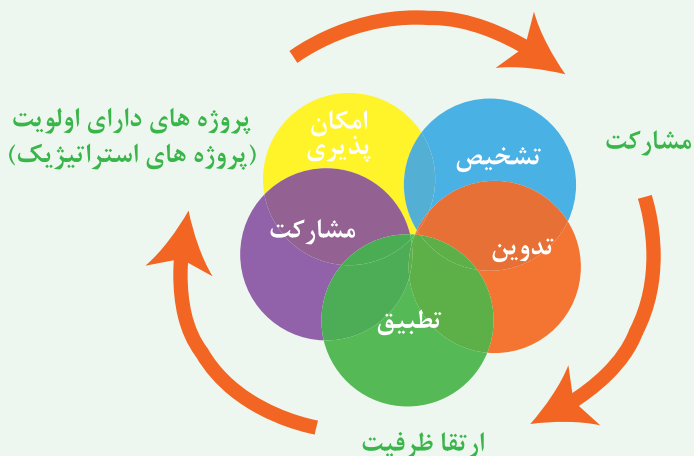 امکان
پذیری
تشخیص
پروژه های دارای اولویت
(پروژه های استراتیژیک)
مشارکت
مشارکت
تدوین
تطبیق
ارتقا ظرفیت